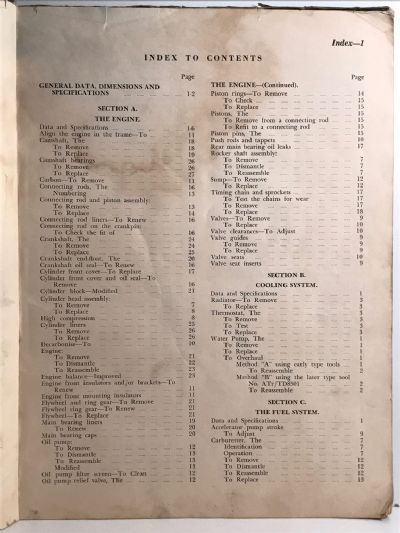 Index—1
INDEX TO CONTENTS
Page
GENERAL DATA, DIMENSIONS AND
SPECIFICATIONS 1-2
SECTION A.
THE ENGINE.
Data and Specifications 1-6
Align the engine in the frame—To 14
Camshaft, The 18
To Remove 18
To Replace 19
Camshaft bearings 26
To Remove 26
To Replace 27
Carbon—To Remove 11
Connecting rods, The 16
Numbering 13
Connecting rod and piston assembly:
To Remove 13
To Replace 14
Connecting rod liners—To Renew 16
Connecting rod on the crankpin:
To Check the fit of 16
Crankshaft, The 24
To Remove 24
To Replace 25
Crankshaft end-float, The 20
Crankshaft oil seal—To Renew 16
Cylinder front cover—To Replace 17
Cylinder front cover and oil seal—To
Remove 16
Cylinder block—Modified 21
Cylinder head assembly:
To Remove 7
To Replace 8
High compression 8
Cylinder liners 25
To Remove 26
To Replace 26
Decarbonise—To 10
Engine:
To Remove 21
To Dismantle 22
To Reassemble 23
Engine balance—Improved 23
Engine front insulators and/or brackets—To
Renew 11
Engine front mounting insulators 11
Flywheel and ring gear—To Remove 21
Flywheel ring gear—To Renew 21
Flywheel—To Replace 21
Main bearing liners
To Renew 20
Main bearing caps 20
Oil pump:
To Remove 12
To Dismantle 13
To Reassemble 13
Modified 13
Oil pump filter screen—To Clean 12
Oil pump relief valve, The 12
Page
THE ENGINE—(Continued).
Piston rings—To Remove 14
To Check 15
To Replace 15
Pistons, The 15
To Remove from a connecting rod 15
To Refit to a connecting rod 15
Piston pins, The 15
Push rods and tappets 10
Rear main bearing oil leaks 17
Rocker shaft assembly:
To Remove 7
To Dismantle 7
To Reassemble 7
Sump—To Remove 12
To Replace 12
Timing chain and sprockets 17
To Test the chains for wear 17
To Remove 17
To Replace 18
Valves—To Remove 9
To Replace 10
Valve clearances—To Adjust 10
Valve guides 9
To Remove 9
To Replace 9
Valve seats 10
Valve seat inserts 9
SECTION B.
COOLING SYSTEM.
Data and Specifications 1
Radiator—To Remove 3
To Replace 3
Thermostat, The 3
To Remove 3
To Test 3
To Replace 3
Water Pump, The 1
To Remove 1
To Replace 1
To Overhaul 1
Method "A" using early type tools 1
To Reassemble 2
Method "B" using the later type tool
No. ATr/TD8501 2
To Reassemble 2
SECTION C.
THE FUEL SYSTEM.
Data and Specifications 1
Accelerator pump stroke
To Adjust 9
Carburetter, The 7
Identification 7
Operation 7
To Remove 12
To Dismantle 12
To Reassemble 12
To Replace 13